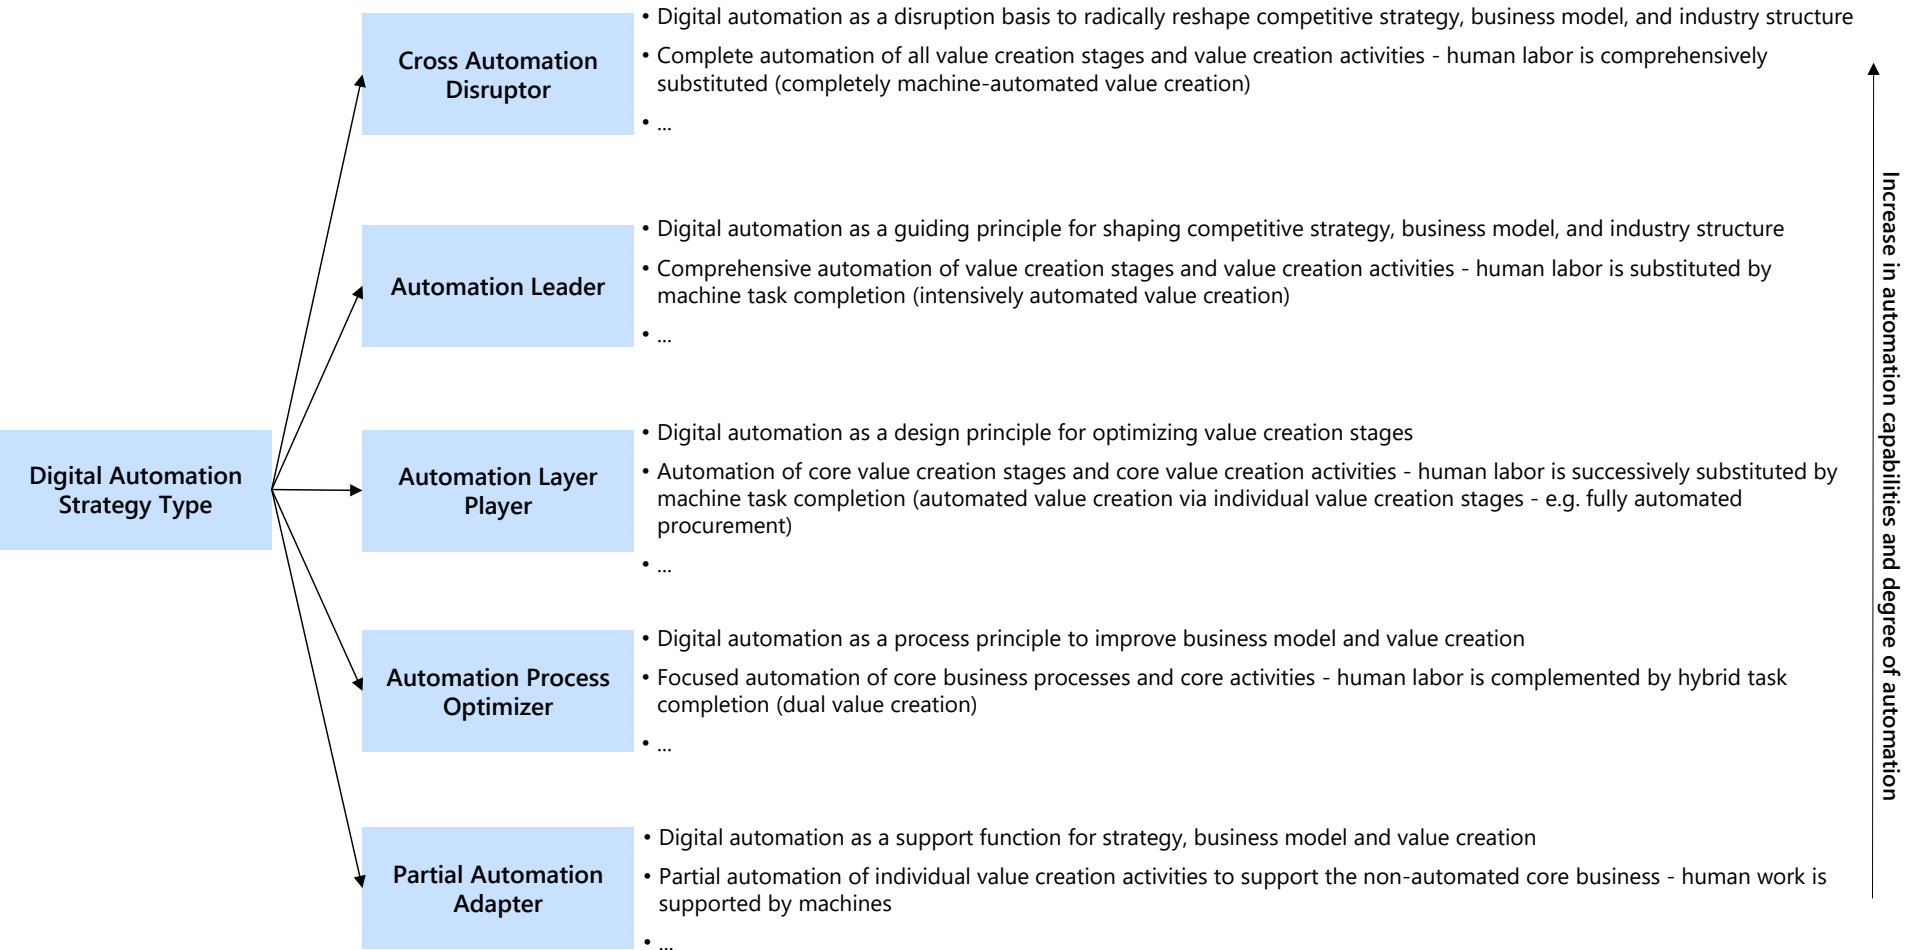 Digital Automation
Strategy Type
Cross Automation
Disruptor
• Digital automation as a disruption basis to radically reshape competitive strategy, business model, and industry structure
• Complete automation of all value creation stages and value creation activities - human labor is comprehensively
substituted (completely machine-automated value creation)
• ...
Automation Leader
• Digital automation as a guiding principle for shaping competitive strategy, business model, and industry structure
• Comprehensive automation of value creation stages and value creation activities - human labor is substituted by
machine task completion (intensively automated value creation)
• ...
Automation Layer
Player
• Digital automation as a design principle for optimizing value creation stages
• Automation of core value creation stages and core value creation activities - human labor is successively substituted by
machine task completion (automated value creation via individual value creation stages - e.g. fully automated
procurement)
• ...
Automation Process
Optimizer
• Digital automation as a process principle to improve business model and value creation
• Focused automation of core business processes and core activities - human labor is complemented by hybrid task
completion (dual value creation)
• ...
Partial Automation
Adapter
• Digital automation as a support function for strategy, business model and value creation
• Partial automation of individual value creation activities to support the non-automated core business - human work is
supported by machines
• ...
Increase in automation capabilities and degree of automation